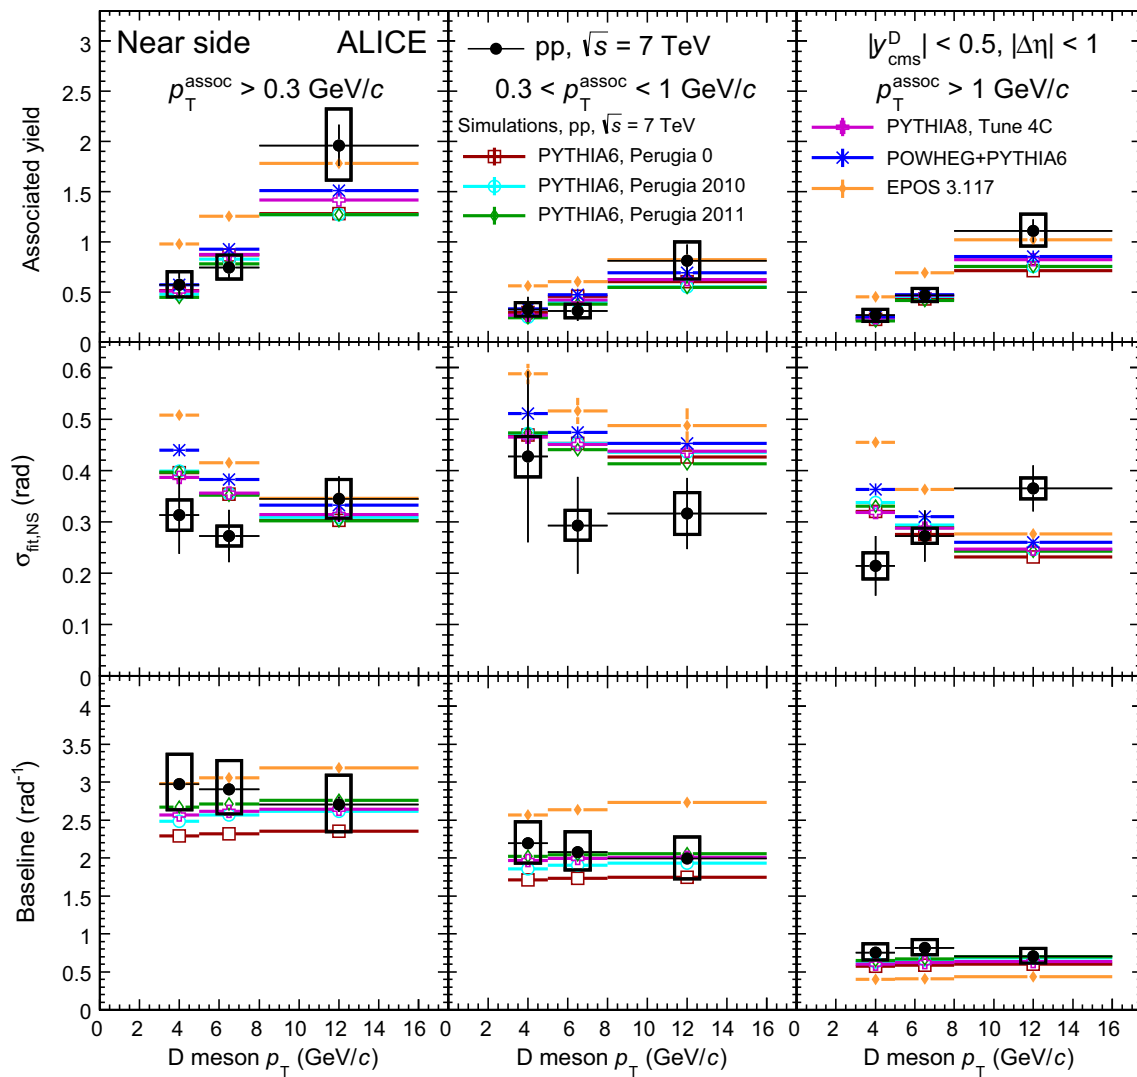 Near side ALICE
p_T^assoc > 0.3 GeV/c
pp, √s = 7 TeV
0.3 < p_T^assoc < 1 GeV/c
Simulations, pp, √s = 7 TeV
PYTHIA6, Perugia 0
PYTHIA6, Perugia 2010
PYTHIA6, Perugia 2011
|y^D_cms| < 0.5, |Δη| < 1
p_T^assoc > 1 GeV/c
PYTHIA8, Tune 4C
POWHEG+PYTHIA6
EPOS 3.117
Associated yield
3
2.5
2
1.5
1
0.5
0
σ_fit,NS (rad)
0.6
0.5
0.4
0.3
0.2
0.1
0
Baseline (rad⁻¹)
4
3.5
3
2.5
2
1.5
1
0.5
0
0 2 4 6 8 10 12 14 16
0 2 4 6 8 10 12 14 16
0 2 4 6 8 10 12 14 16
D meson p_T (GeV/c)
D meson p_T (GeV/c)
D meson p_T (GeV/c)